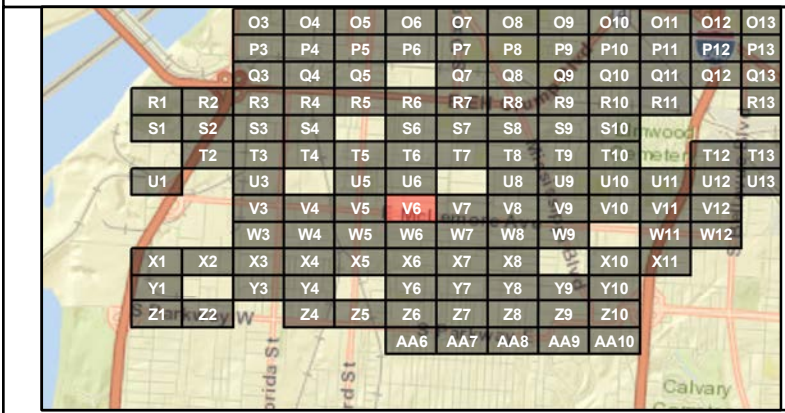 O3 O4 O5 O6 O7 O8 O9 O10 O11 O12 O13
P3 P4 P5 P6 P7 P8 P9 P10 P11 P12 P13
Q3 Q4 Q5 Q7 Q8 Q9 Q10 Q11 Q12 Q13
R1 R2 R3 R4 R5 R6 R7 R8 R9 R10 R11 R13
S1 S2 S3 S4 S6 S7 S8 S9 S10
T2 T3 T4 T5 T6 T7 T8 T9 T10 T12 T13
U1 U3 U5 U6 U8 U9 U10 U11 U12 U13
V3 V4 V5 V6 V7 V8 V9 V10 V11 V12
W3 W4 W5 W6 W7 W8 W9 W11 W12
X1 X2 X3 X4 X5 X6 X7 X8 X10 X11
Y1 Y3 Y4 Y6 Y7 Y8 Y9 Y10
Z1 Z2 Z4 Z5 Z6 Z7 Z8 Z9 Z10
AA6 AA7 AA8 AA9 AA10
S Parkway W
Calvary